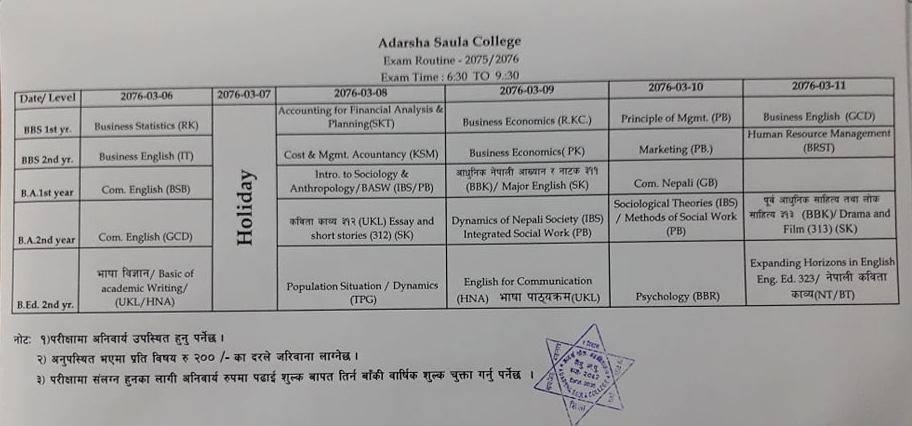 Adarsha Saula College
Exam Routine - 2075/2076
Exam Time : 6:30 TO 9:30
Date/ Level 2076-03-06 2076-03-07 2076-03-08 2076-03-09 2076-03-10 2076-03-11
BBS 1st yr. Business Statistics (RK) Accounting for Financial Analysis & Planning(SKT) Business Economics (R.KC.) Principle of Mgmt. (PB) Business English (GCD)
BBS 2nd yr. Business English (IT) Cost & Mgmt. Acountancy (KSM) Business Economics( PK) Marketing (PB.) Human Resource Management (BRST)
Holiday
B.A.1st year Com. English (BSB) Intro. to Sociology & Anthropology/BASW (IBS/PB) आधुनिक नेपाली आख्यान र नाटक ३११ (BBK)/ Major English (SK) Com. Nepali (GB)
B.A.2nd year Com. English (GCD) कविता काव्य ३१२ (UKL) Essay and short stories (312) (SK) Dynamics of Nepali Society (IBS) Integrated Social Work (PB) Sociological Theories (IBS) / Methods of Social Work (PB) पूर्व आधुनिक साहित्य तथा लोक साहित्य ३१३ (BBK)/ Drama and Film (313) (SK)
B.Ed. 2nd yr. भाषा विज्ञान/ Basic of academic Writing/ (UKL/HNA) Population Situation / Dynamics (TPG) English for Communication (HNA) भाषा पाठ्यक्रम(UKL) Psychology (BBR) Expanding Horizons in English Eng. Ed. 323/ नेपाली कविता काव्य(NT/BT)
नोटः १)परीक्षामा अनिवार्य उपस्थित हुनु पर्नेछ ।
२) अनुपस्थित भएमा प्रति विषय रु २०० /- का दरले जरिवाना लाग्नेछ ।
३) परीक्षामा संलग्न हुनका लागी अनिवार्य रुपमा पढाई शुल्क बापत तिर्न बाँकी वार्षिक शुल्क चुक्ता गर्नु पर्नेछ ।